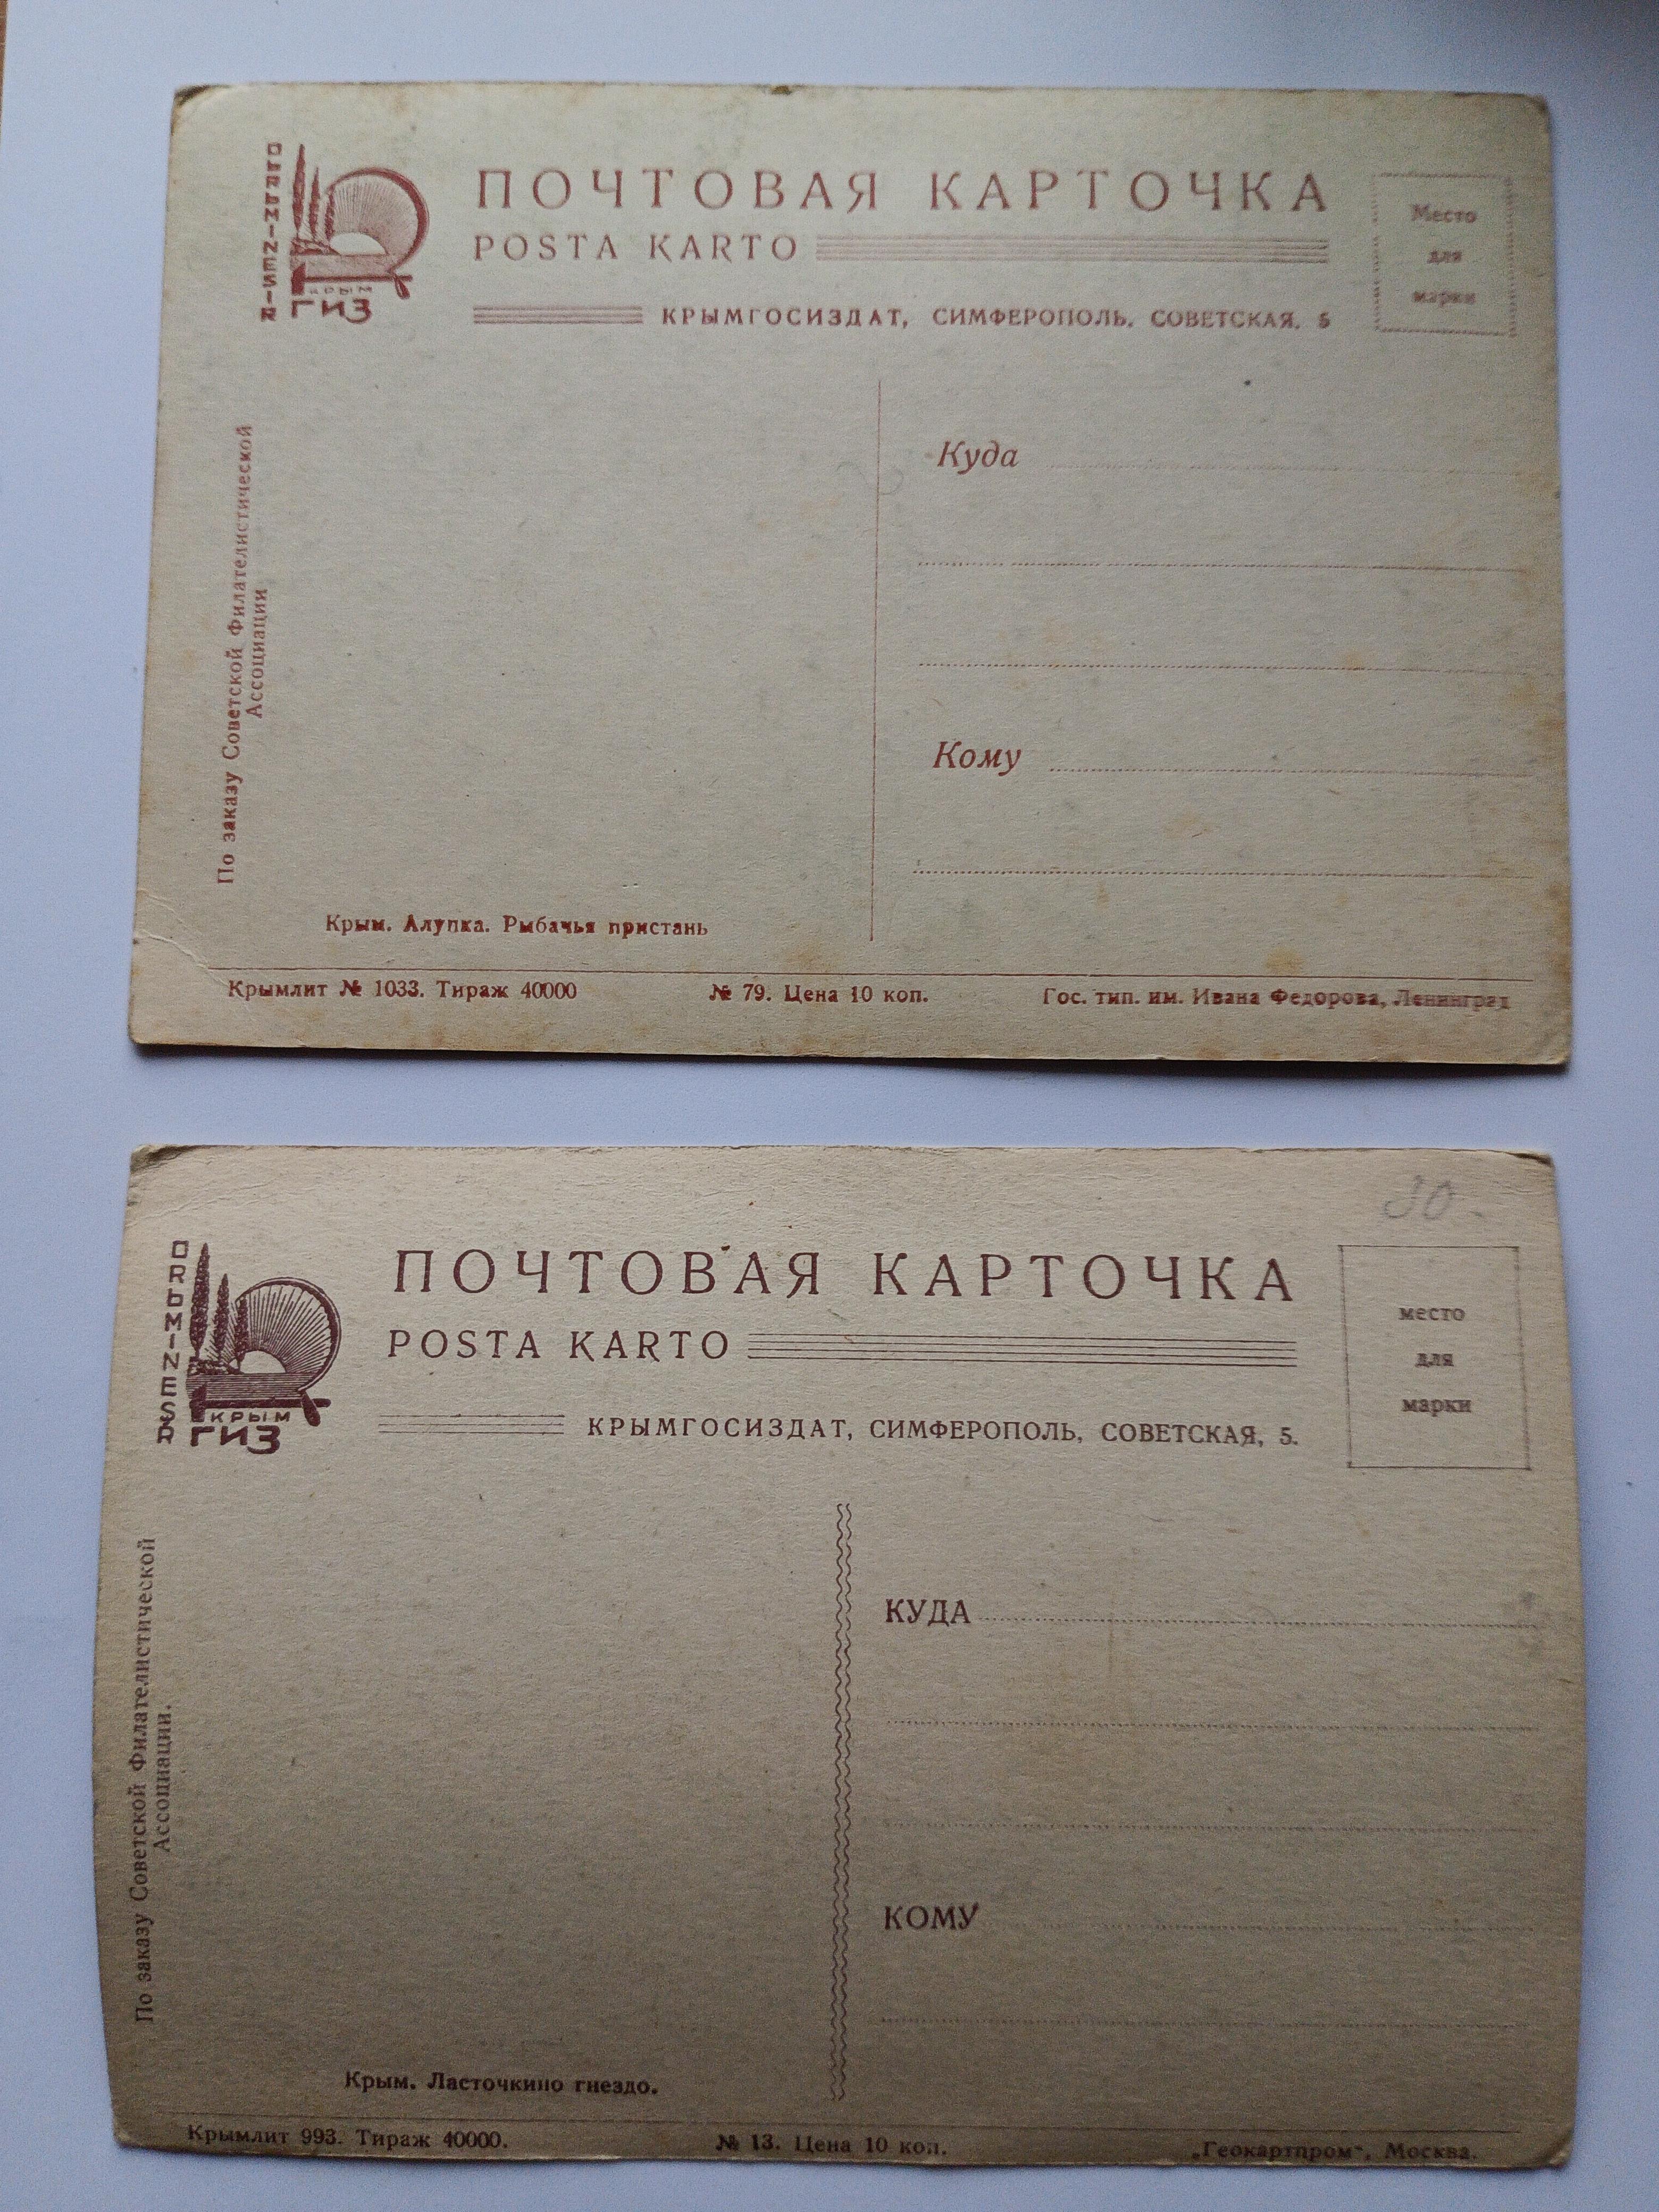 ПОЧТОВАЯ КАРТОЧКА
POSTA KARTO
КРЫМГОСИЗДАТ, СИМФЕРОПОЛЬ, СОВЕТСКАЯ, 5
Место
для
марки
QЬRЬMINEŞIR
КРЫМ
ГИЗ
По заказу Советской Филателистической
Ассоциации
Куда
Кому
Крым. Алупка. Рыбачья пристань
Крымлит № 1033. Тираж 40000 № 79. Цена 10 коп. Гос. тип. им. Ивана Федорова, Ленинград
30.
ПОЧТОВАЯ КАРТОЧКА
POSTA KARTO
КРЫМГОСИЗДАТ, СИМФЕРОПОЛЬ, СОВЕТСКАЯ, 5.
место
для
марки
QЬRЬMINEŞIR
КРЫМ
ГИЗ
По заказу Советской Филателистической
Ассоциации.
КУДА
КОМУ
Крым. Ласточкино гнездо.
Крымлит 993. Тираж 40000. № 13. Цена 10 коп. „Геокартпром“, Москва.